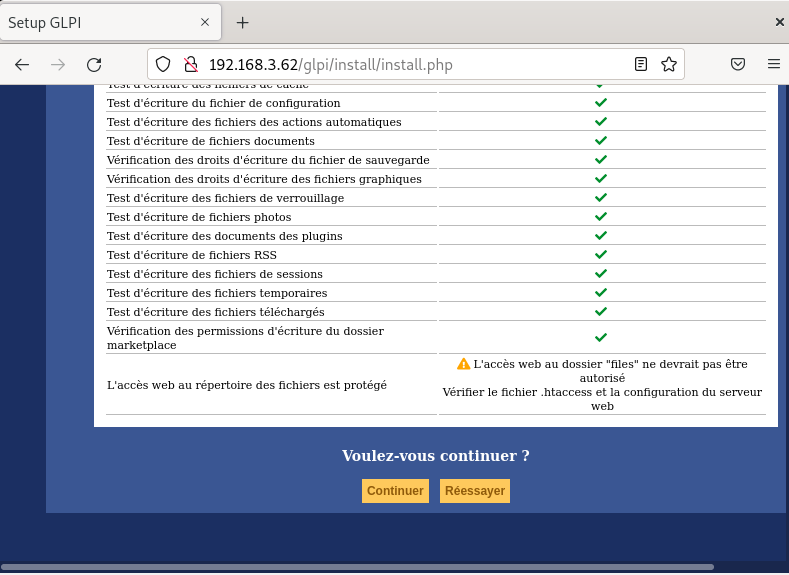 Setup GLPI
192.168.3.62/glpi/install/install.php
Test d'écriture des fichiers de cache
Test d'écriture du fichier de configuration
Test d'écriture des fichiers des actions automatiques
Test d'écriture de fichiers documents
Vérification des droits d'écriture du fichier de sauvegarde
Vérification des droits d'écriture des fichiers graphiques
Test d'écriture des fichiers de verrouillage
Test d'écriture de fichiers photos
Test d'écriture des documents des plugins
Test d'écriture de fichiers RSS
Test d'écriture des fichiers de sessions
Test d'écriture des fichiers temporaires
Test d'écriture des fichiers téléchargés
Vérification des permissions d'écriture du dossier
marketplace
L'accès web au répertoire des fichiers est protégé
L'accès web au dossier "files" ne devrait pas être
autorisé
Vérifier le fichier .htaccess et la configuration du serveur
web
Voulez-vous continuer ?
Continuer
Réessayer